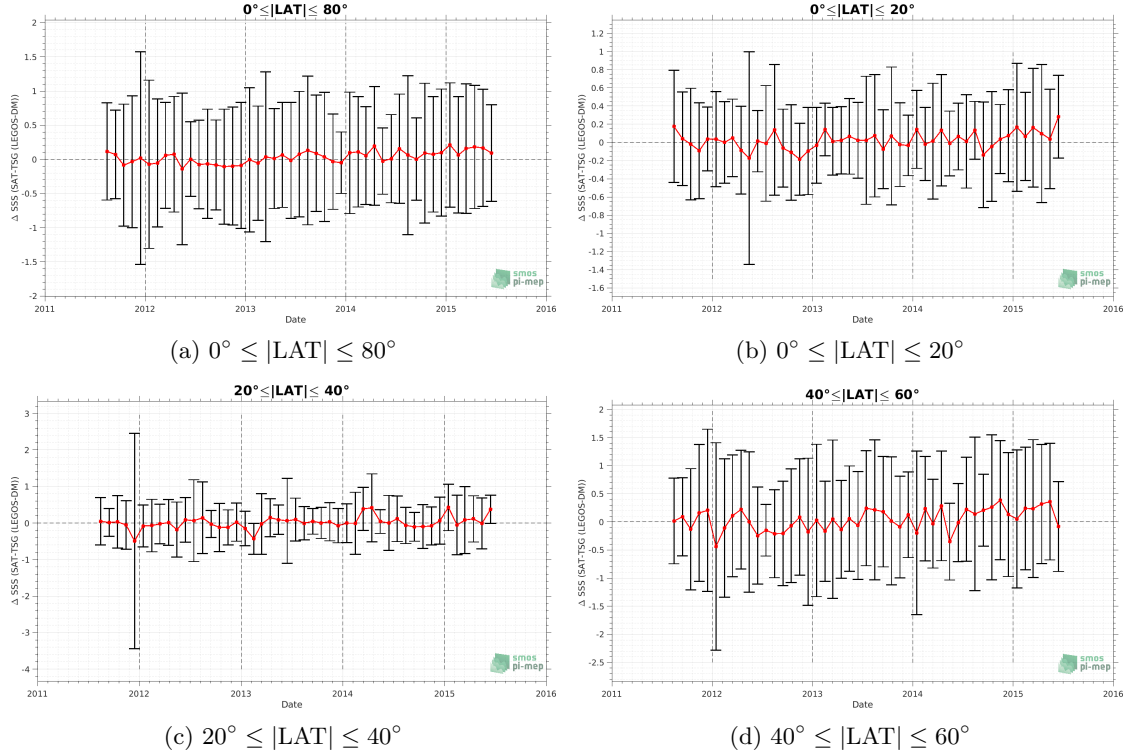 0°≤|LAT|≤ 80°
2
1.5
1
0.5
0
-0.5
-1
-1.5
-2
Δ SSS (SAT-TSG (LEGOS-DM))
2011 2012 2013 2014 2015 2016
Date
smos
pi-mep
(a) 0° ≤ |LAT| ≤ 80°
0°≤|LAT|≤ 20°
1.2
1
0.8
0.6
0.4
0.2
0
-0.2
-0.4
-0.6
-0.8
-1
-1.2
-1.4
-1.6
Δ SSS (SAT-TSG (LEGOS-DM))
2011 2012 2013 2014 2015 2016
Date
smos
pi-mep
(b) 0° ≤ |LAT| ≤ 20°
20°≤|LAT|≤ 40°
3
2
1
0
-1
-2
-3
-4
Δ SSS (SAT-TSG (LEGOS-DM))
2011 2012 2013 2014 2015 2016
Date
smos
pi-mep
(c) 20° ≤ |LAT| ≤ 40°
40°≤|LAT|≤ 60°
2
1.5
1
0.5
0
-0.5
-1
-1.5
-2
-2.5
Δ SSS (SAT-TSG (LEGOS-DM))
2011 2012 2013 2014 2015 2016
Date
smos
pi-mep
(d) 40° ≤ |LAT| ≤ 60°